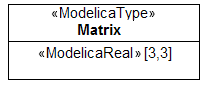 «ModelicaType»
Matrix
«ModelicaReal» [3,3]